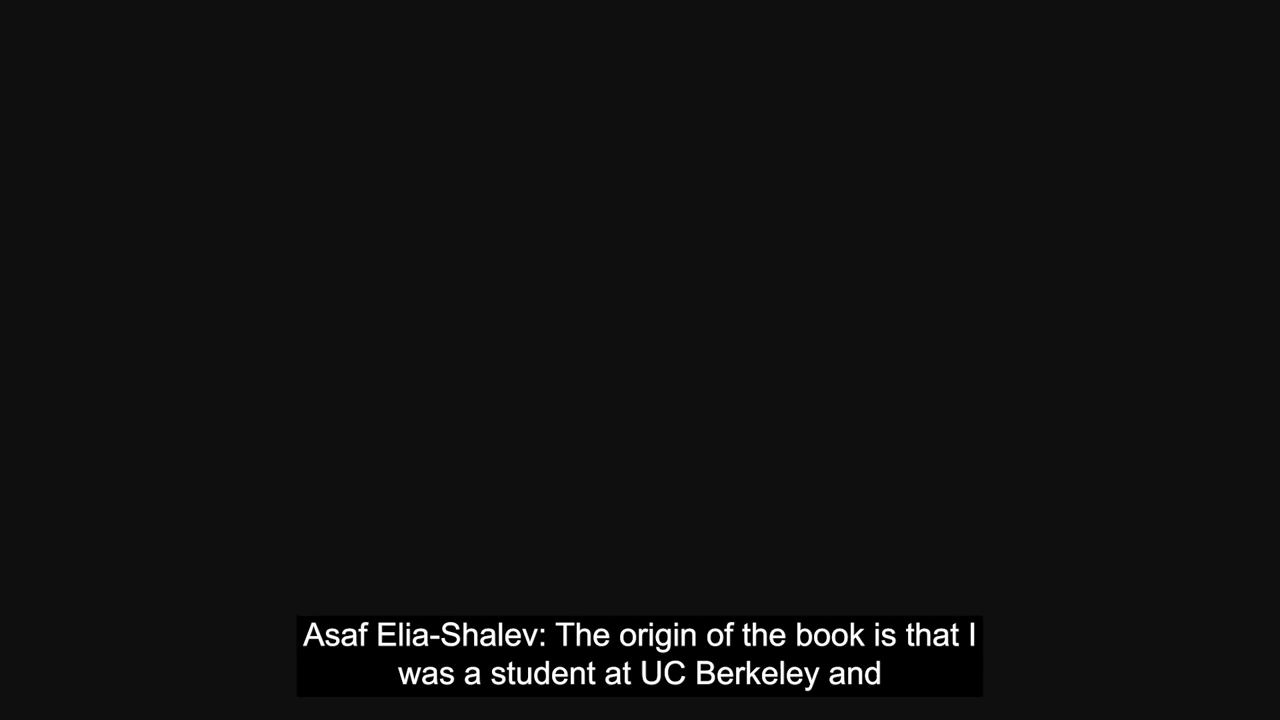 Asaf Elia-Shalev: The origin of the book is that I
was a student at UC Berkeley and